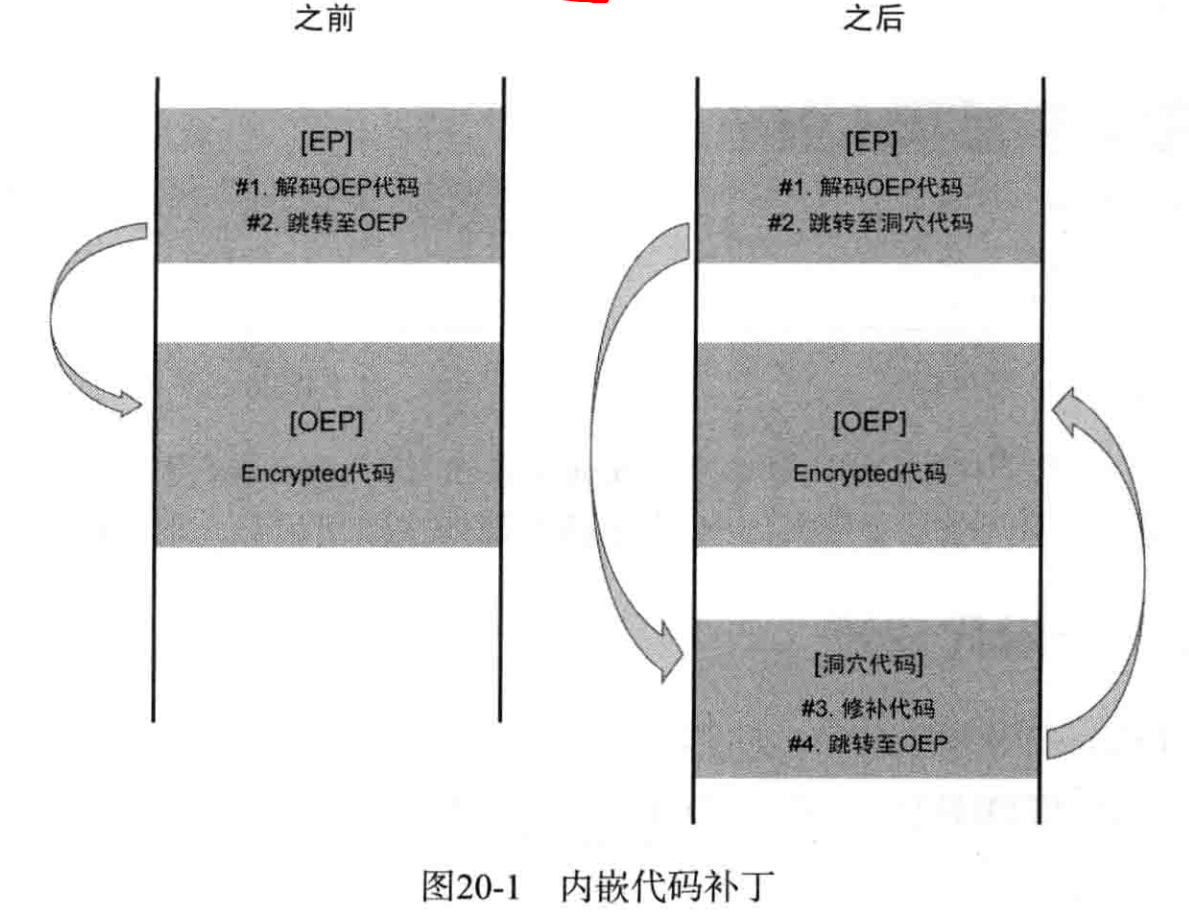 之前
[EP]
#1. 解码OEP代码
#2. 跳转至OEP
[OEP]
Encrypted代码
之后
[EP]
#1. 解码OEP代码
#2. 跳转至洞穴代码
[OEP]
Encrypted代码
[洞穴代码]
#3. 修补代码
#4. 跳转至OEP
图20-1 内嵌代码补丁